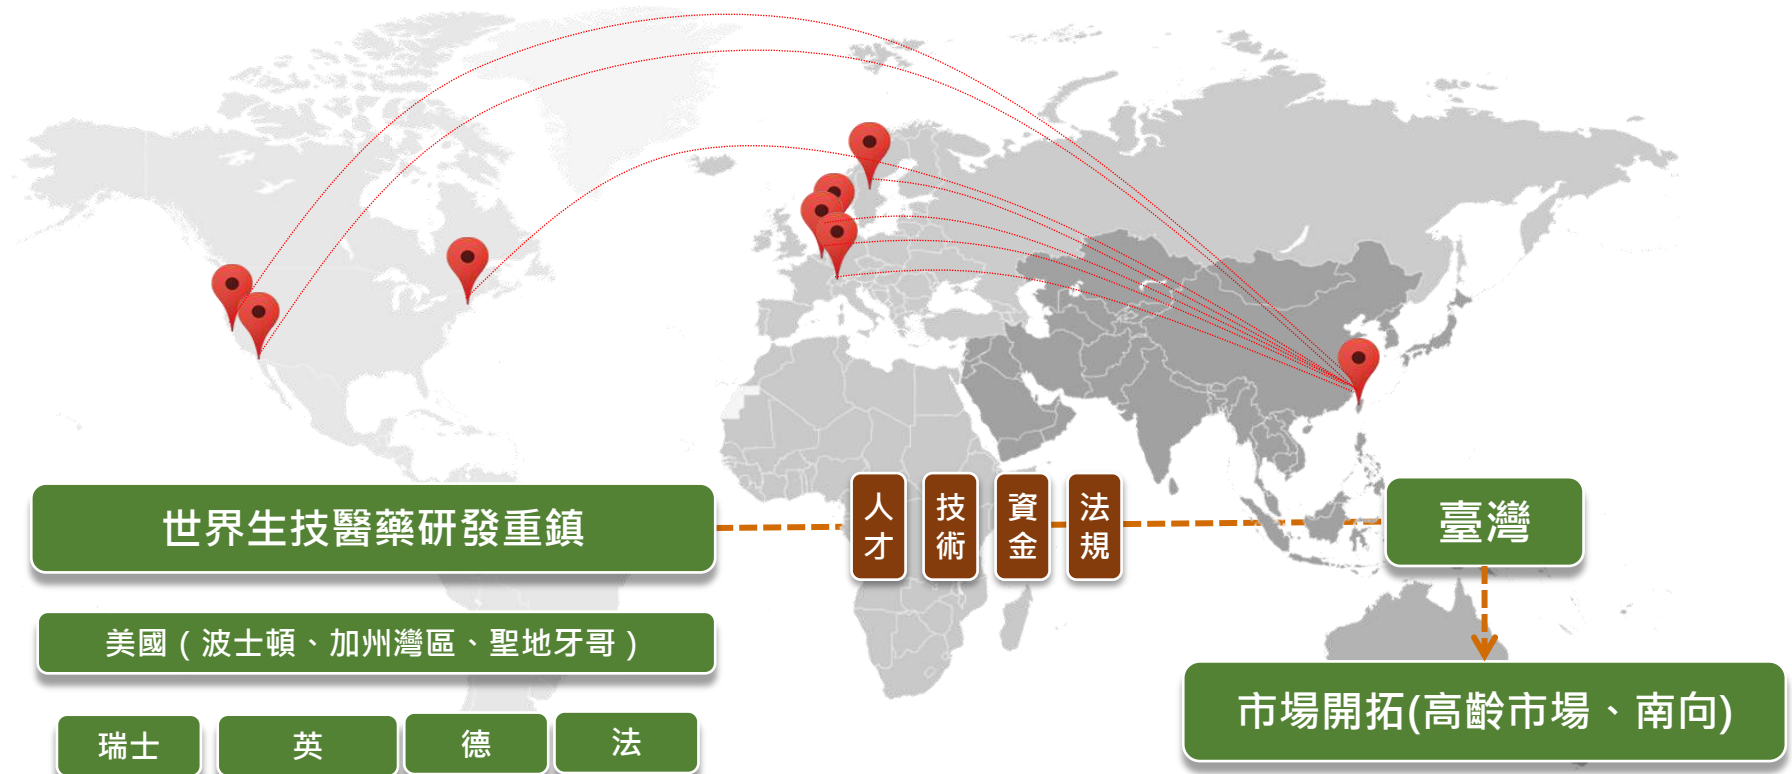 世界生技醫藥研發重鎮
人才
技術
資金
法規
臺灣
美國（波士頓、加州灣區、聖地牙哥）
市場開拓(高齡市場、南向)
瑞士
英
德
法